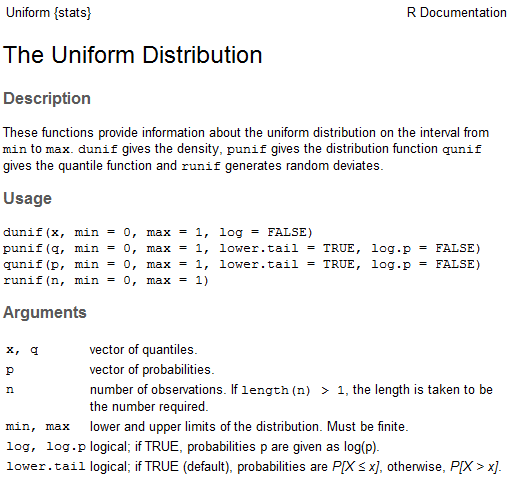 Uniform {stats} R Documentation
The Uniform Distribution
Description
These functions provide information about the uniform distribution on the interval from
min to max. dunif gives the density, punif gives the distribution function qunif
gives the quantile function and runif generates random deviates.
Usage
dunif(x, min = 0, max = 1, log = FALSE)
punif(q, min = 0, max = 1, lower.tail = TRUE, log.p = FALSE)
qunif(p, min = 0, max = 1, lower.tail = TRUE, log.p = FALSE)
runif(n, min = 0, max = 1)
Arguments
x, q vector of quantiles.
p vector of probabilities.
n number of observations. If length(n) > 1, the length is taken to be
the number required.
min, max lower and upper limits of the distribution. Must be finite.
log, log.p logical; if TRUE, probabilities p are given as log(p).
lower.tail logical; if TRUE (default), probabilities are P[X ≤ x], otherwise, P[X > x].